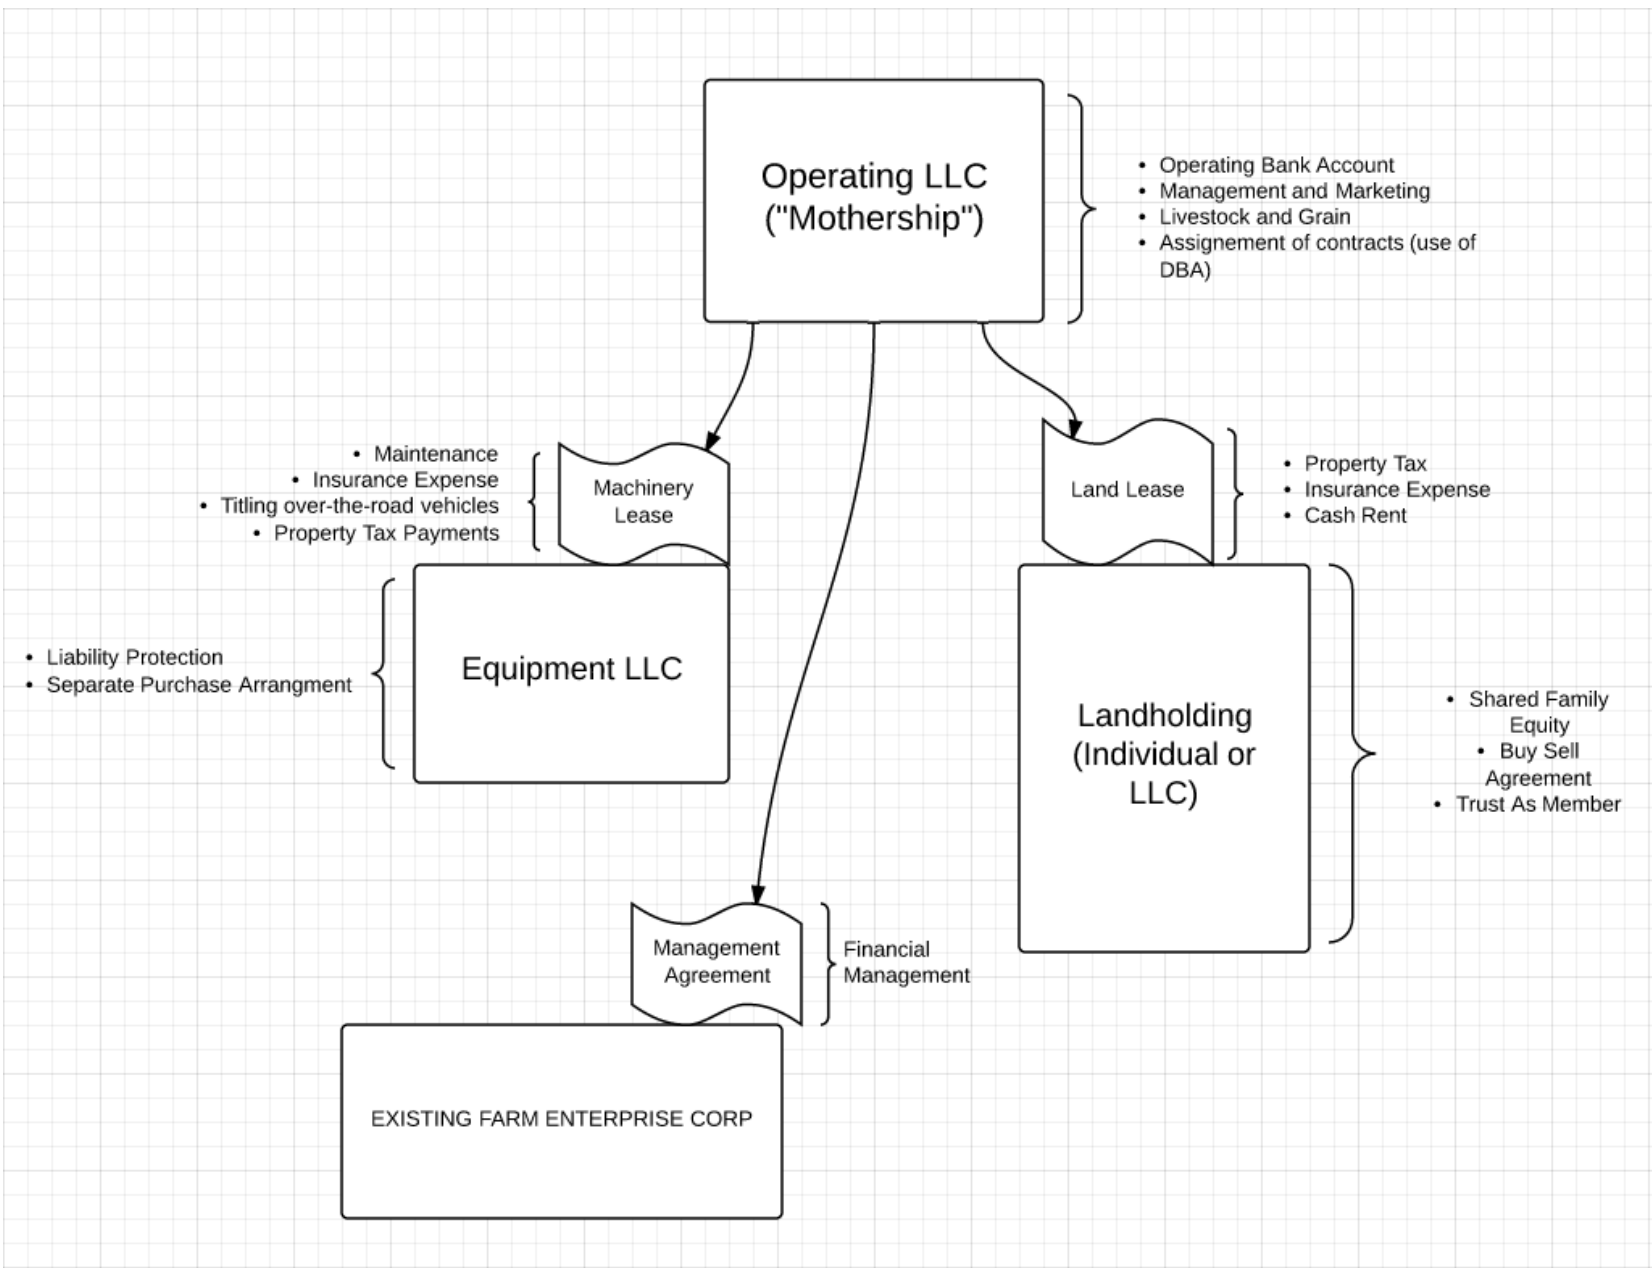 Operating LLC
("Mothership")
• Operating Bank Account
• Management and Marketing
• Livestock and Grain
• Assignement of contracts (use of
DBA)
• Maintenance
• Insurance Expense
• Titling over-the-road vehicles
• Property Tax Payments
Machinery
Lease
Land Lease
• Property Tax
• Insurance Expense
• Cash Rent
• Liability Protection
• Separate Purchase Arrangment
Equipment LLC
Landholding
(Individual or
LLC)
• Shared Family
Equity
• Buy Sell
Agreement
• Trust As Member
Management
Agreement
Financial
Management
EXISTING FARM ENTERPRISE CORP